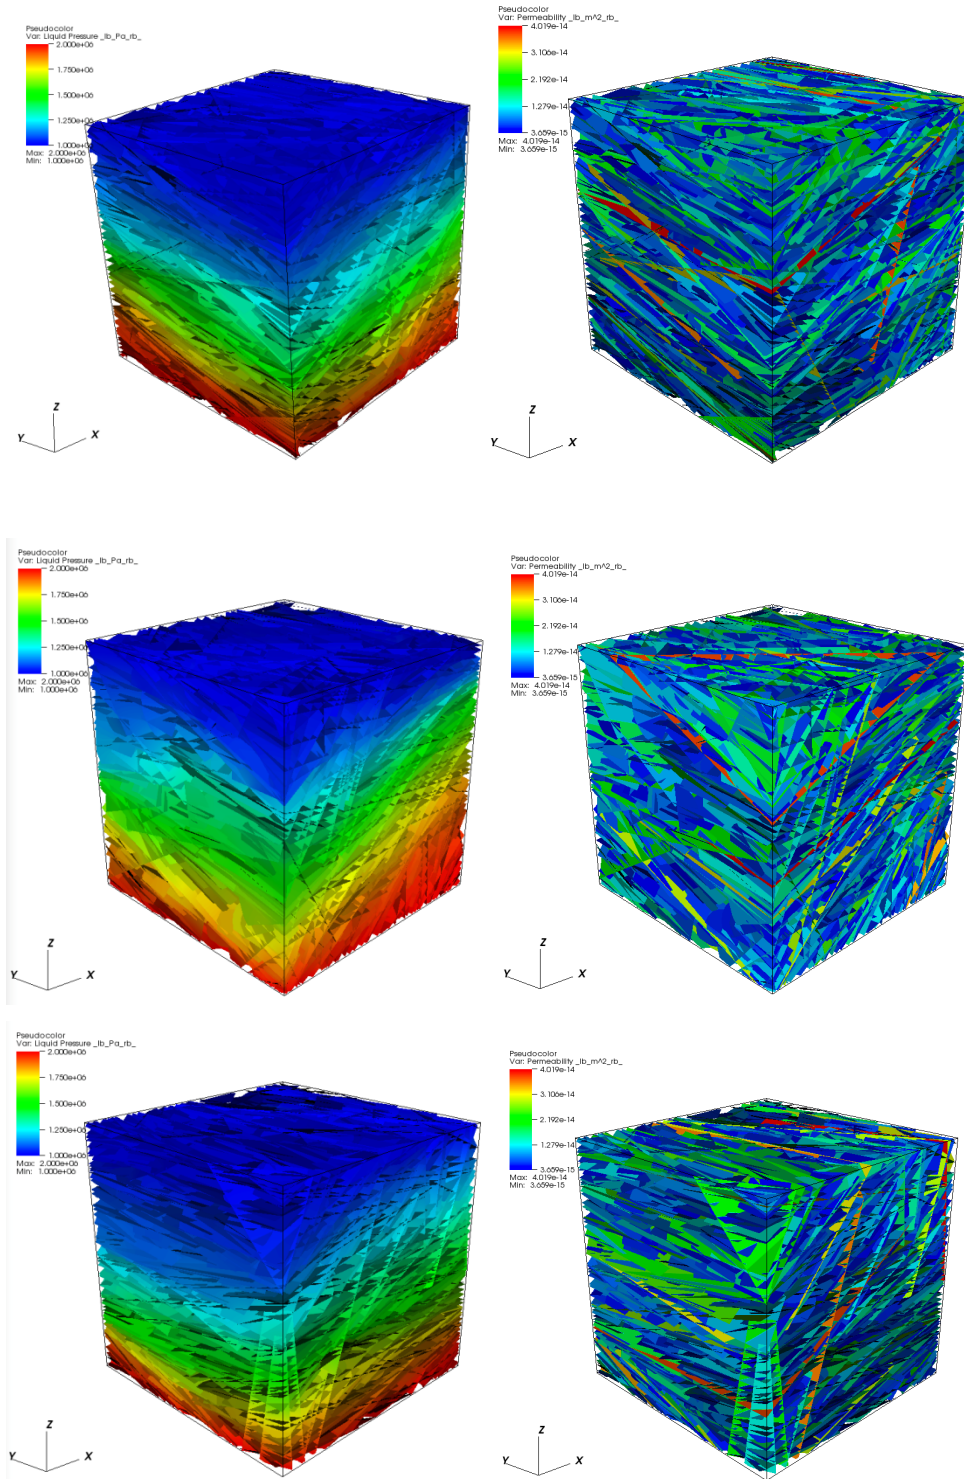 Pseudocolor
Var: Liquid Pressure _lb_Pa_rb_
2.000e+06
1.750e+06
1.500e+06
1.250e+06
1.000e+06
Max: 2.000e+06
Min: 1.000e+06
Z
Y
X
Pseudocolor
Var: Permeability _lb_m^2_rb_
4.019e-14
3.106e-14
2.192e-14
1.279e-14
3.659e-15
Max: 4.019e-14
Min: 3.659e-15
Z
Y
X
Pseudocolor
Var: Liquid Pressure _lb_Pa_rb_
2.000e+06
1.750e+06
1.500e+06
1.250e+06
1.000e+06
Max: 2.000e+06
Min: 1.000e+06
Z
Y
X
Pseudocolor
Var: Permeability _lb_m^2_rb_
4.019e-14
3.106e-14
2.192e-14
1.279e-14
3.659e-15
Max: 4.019e-14
Min: 3.659e-15
Z
Y
X
Pseudocolor
Var: Liquid Pressure _lb_Pa_rb_
2.000e+06
1.750e+06
1.500e+06
1.250e+06
1.000e+06
Max: 2.000e+06
Min: 1.000e+06
Z
Y
X
Pseudocolor
Var: Permeability _lb_m^2_rb_
4.019e-14
3.106e-14
2.192e-14
1.279e-14
3.659e-15
Max: 4.019e-14
Min: 3.659e-15
Z
Y
X